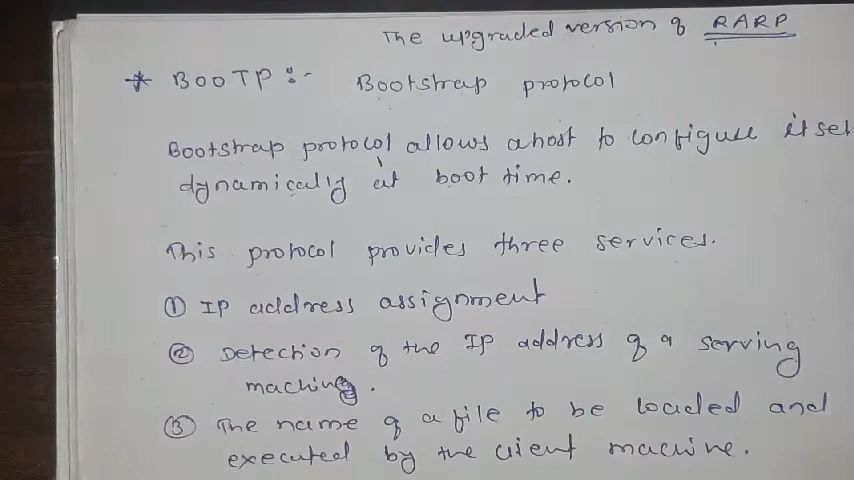 The upgraded version of RARP
* BOOTP :- Bootstrap protocol
Bootstrap protocol allows a host to configure itsel
dynamically at boot time.
This protocol provides three services.
① IP address assignment
② Detection of the IP address of a serving
machine.
③ The name of a file to be loaded and
executed by the client machine.